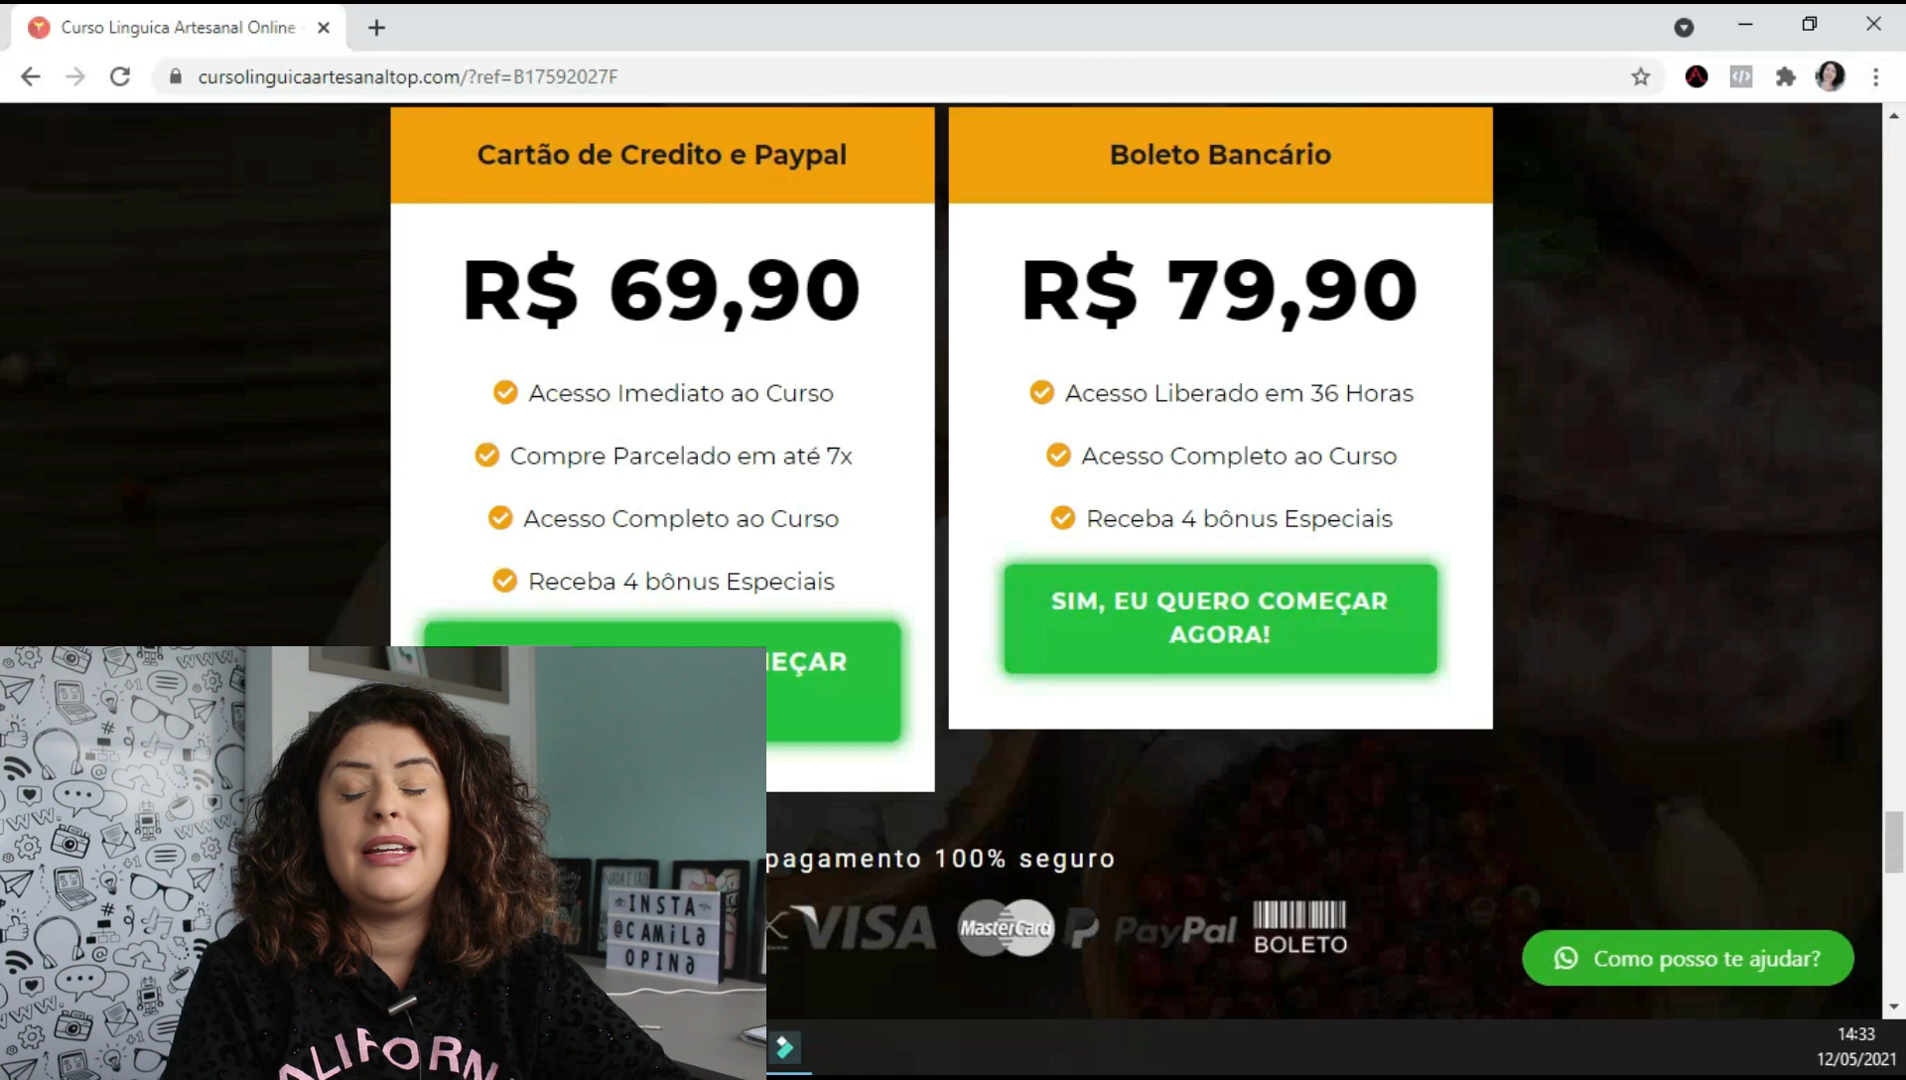 Curso Linguica Artesanal Online
cursolinguicaartesanaltop.com/?ref=B17592027F
Cartão de Credito e Paypal
R$ 69,90
Acesso Imediato ao Curso
Compre Parcelado em até 7x
Acesso Completo ao Curso
Receba 4 bônus Especiais
EÇAR
Boleto Bancário
R$ 79,90
Acesso Liberado em 36 Horas
Acesso Completo ao Curso
Receba 4 bônus Especiais
SIM, EU QUERO COMEÇAR
AGORA!
pagamento 100% seguro
VISA MasterCard PayPal BOLETO
Como posso te ajudar?
INSTA
@CAMiLa
OPINa
ALIFORN
www.
14:33
12/05/2021